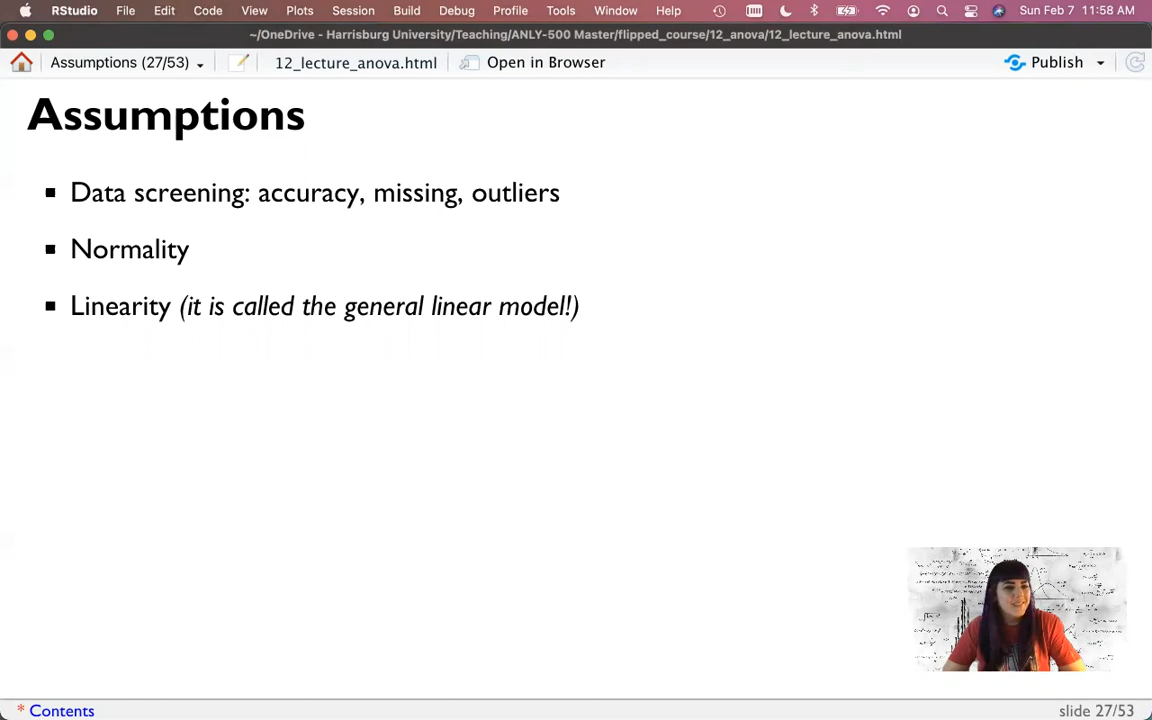 RStudio File Edit Code View Plots Session Build Debug Profile Tools Window Help Sun Feb 7 11:58 AM
~/OneDrive - Harrisburg University/Teaching/ANLY-500 Master/flipped_course/12_anova/12_lecture_anova.html
Assumptions (27/53) 12_lecture_anova.html Open in Browser Publish
Assumptions
Data screening: accuracy, missing, outliers
Normality
Linearity (it is called the general linear model!)
* Contents slide 27/53